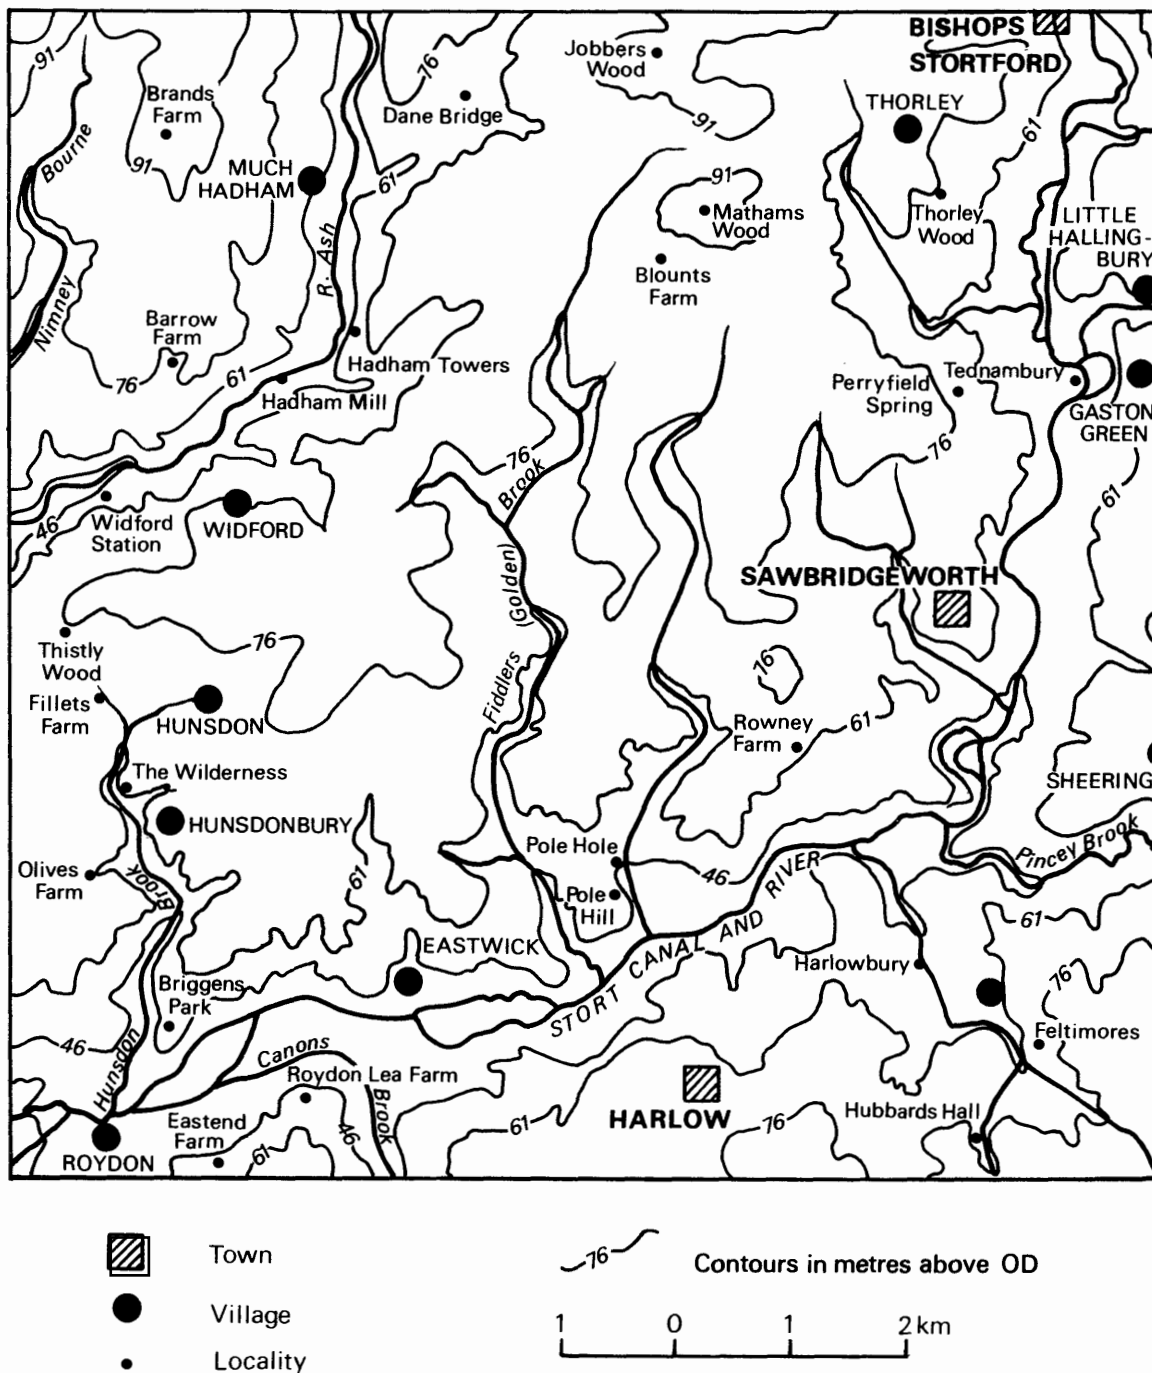 BISHOPS
STORTFORD
91
Jobbers
Wood
76
Brands
Farm
Dane Bridge
THORLEY
91
61
Bourne
91
MUCH
HADHAM
61
91
Mathams
Wood
Thorley
Wood
LITTLE
HALLING-
BURY
R. Ash
Blounts
Farm
Nimney
Barrow
Farm
76
61
Hadham Towers
Hadham Mill
Perryfield
Spring
Tednambury
GASTON
GREEN
76
76
Brook
61
46
Widford
Station
WIDFORD
(Golden)
SAWBRIDGEWORTH
Thistly
Wood
76
76
Fiddlers
Fillets
Farm
HUNSDON
Rowney
Farm
61
The Wilderness
SHEERING
HUNSDONBURY
Pole Hole
Pincey Brook
Olives
Farm
Brook
61
46
Pole
Hill
STORT CANAL AND RIVER
61
EASTWICK
Harlowbury
76
Briggens
Park
46
Feltimores
Hunsdon
Canons
Brook
Roydon Lea Farm
HARLOW
Hubbards Hall
Eastend
Farm
46
61
61
76
ROYDON
Town
76
Contours in metres above OD
Village
1 0 1 2 km
Locality